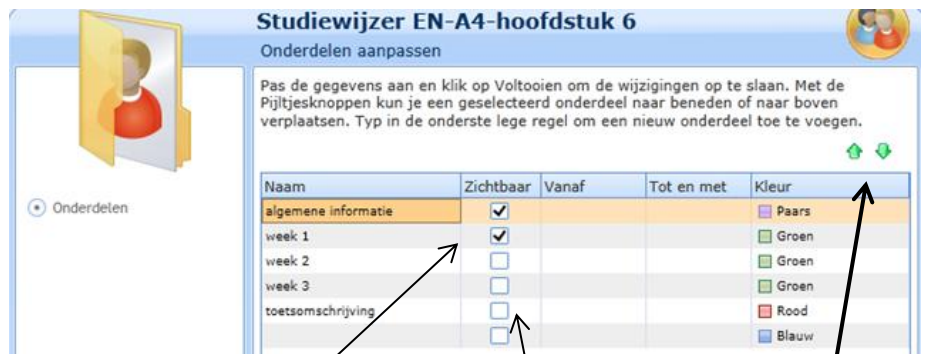 Studiewijzer EN-A4-hoofdstuk 6
Onderdelen aanpassen
Pas de gegevens aan en klik op Voltooien om de wijzigingen op te slaan. Met de
Pijltjesknoppen kun je een geselecteerd onderdeel naar beneden of naar boven
verplaatsen. Typ in de onderste lege regel om een nieuw onderdeel toe te voegen.
Onderdelen
Naam Zichtbaar Vanaf Tot en met Kleur
algemene informatie Paars
week 1 Groen
week 2 Groen
week 3 Groen
toetsomschrijving Rood
Blauw